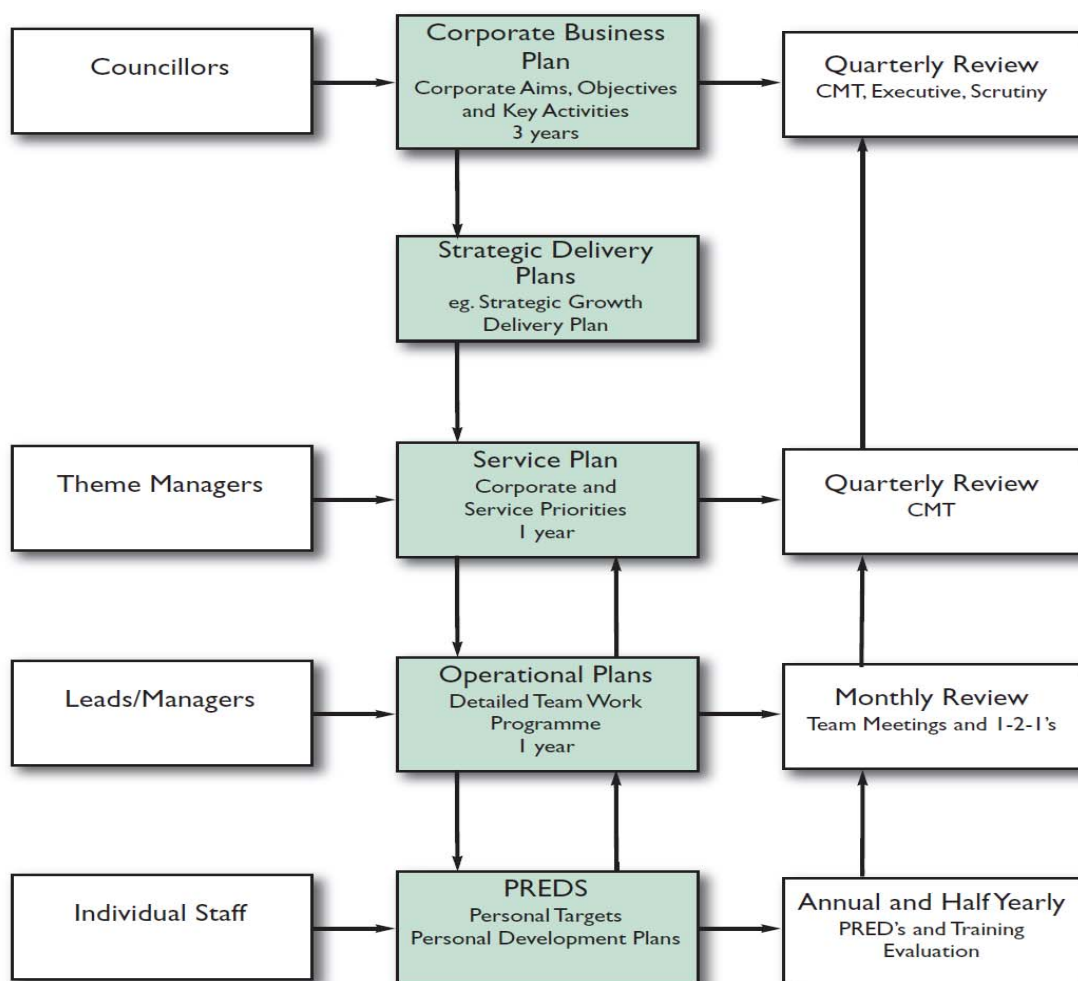 Councillors
Corporate Business
Plan
Corporate Aims, Objectives
and Key Activities
3 years
Quarterly Review
CMT, Executive, Scrutiny
Strategic Delivery
Plans
eg. Strategic Growth
Delivery Plan
Theme Managers
Service Plan
Corporate and
Service Priorities
1 year
Quarterly Review
CMT
Leads/Managers
Operational Plans
Detailed Team Work
Programme
1 year
Monthly Review
Team Meetings and 1-2-1's
Individual Staff
PREDS
Personal Targets
Personal Development Plans
Annual and Half Yearly
PRED's and Training
Evaluation